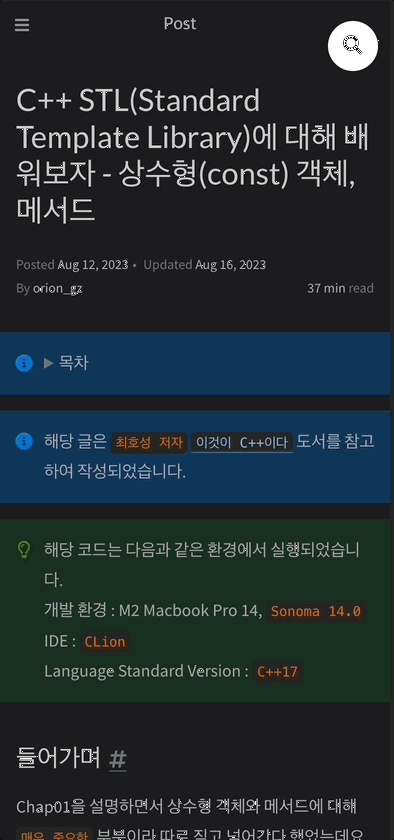 Post
C++ STL(Standard
Template Library)에 대해 배
워보자 - 상수형(const) 객체,
메서드
Posted Aug 12, 2023 • Updated Aug 16, 2023
By orion_gz 37 min read
▶ 목차
해당 글은 최호성 저자 이것이 C++이다 도서를 참고
하여 작성되었습니다.
해당 코드는 다음과 같은 환경에서 실행되었습니
다.
개발 환경 : M2 Macbook Pro 14, Sonoma 14.0
IDE : CLion
Language Standard Version : C++17
들어가며 #
Chap01을 설명하면서 상수형 객체와 메서드에 대해
매우 중요한 부분이라 따로 짚고 넘어간다 했었는데요